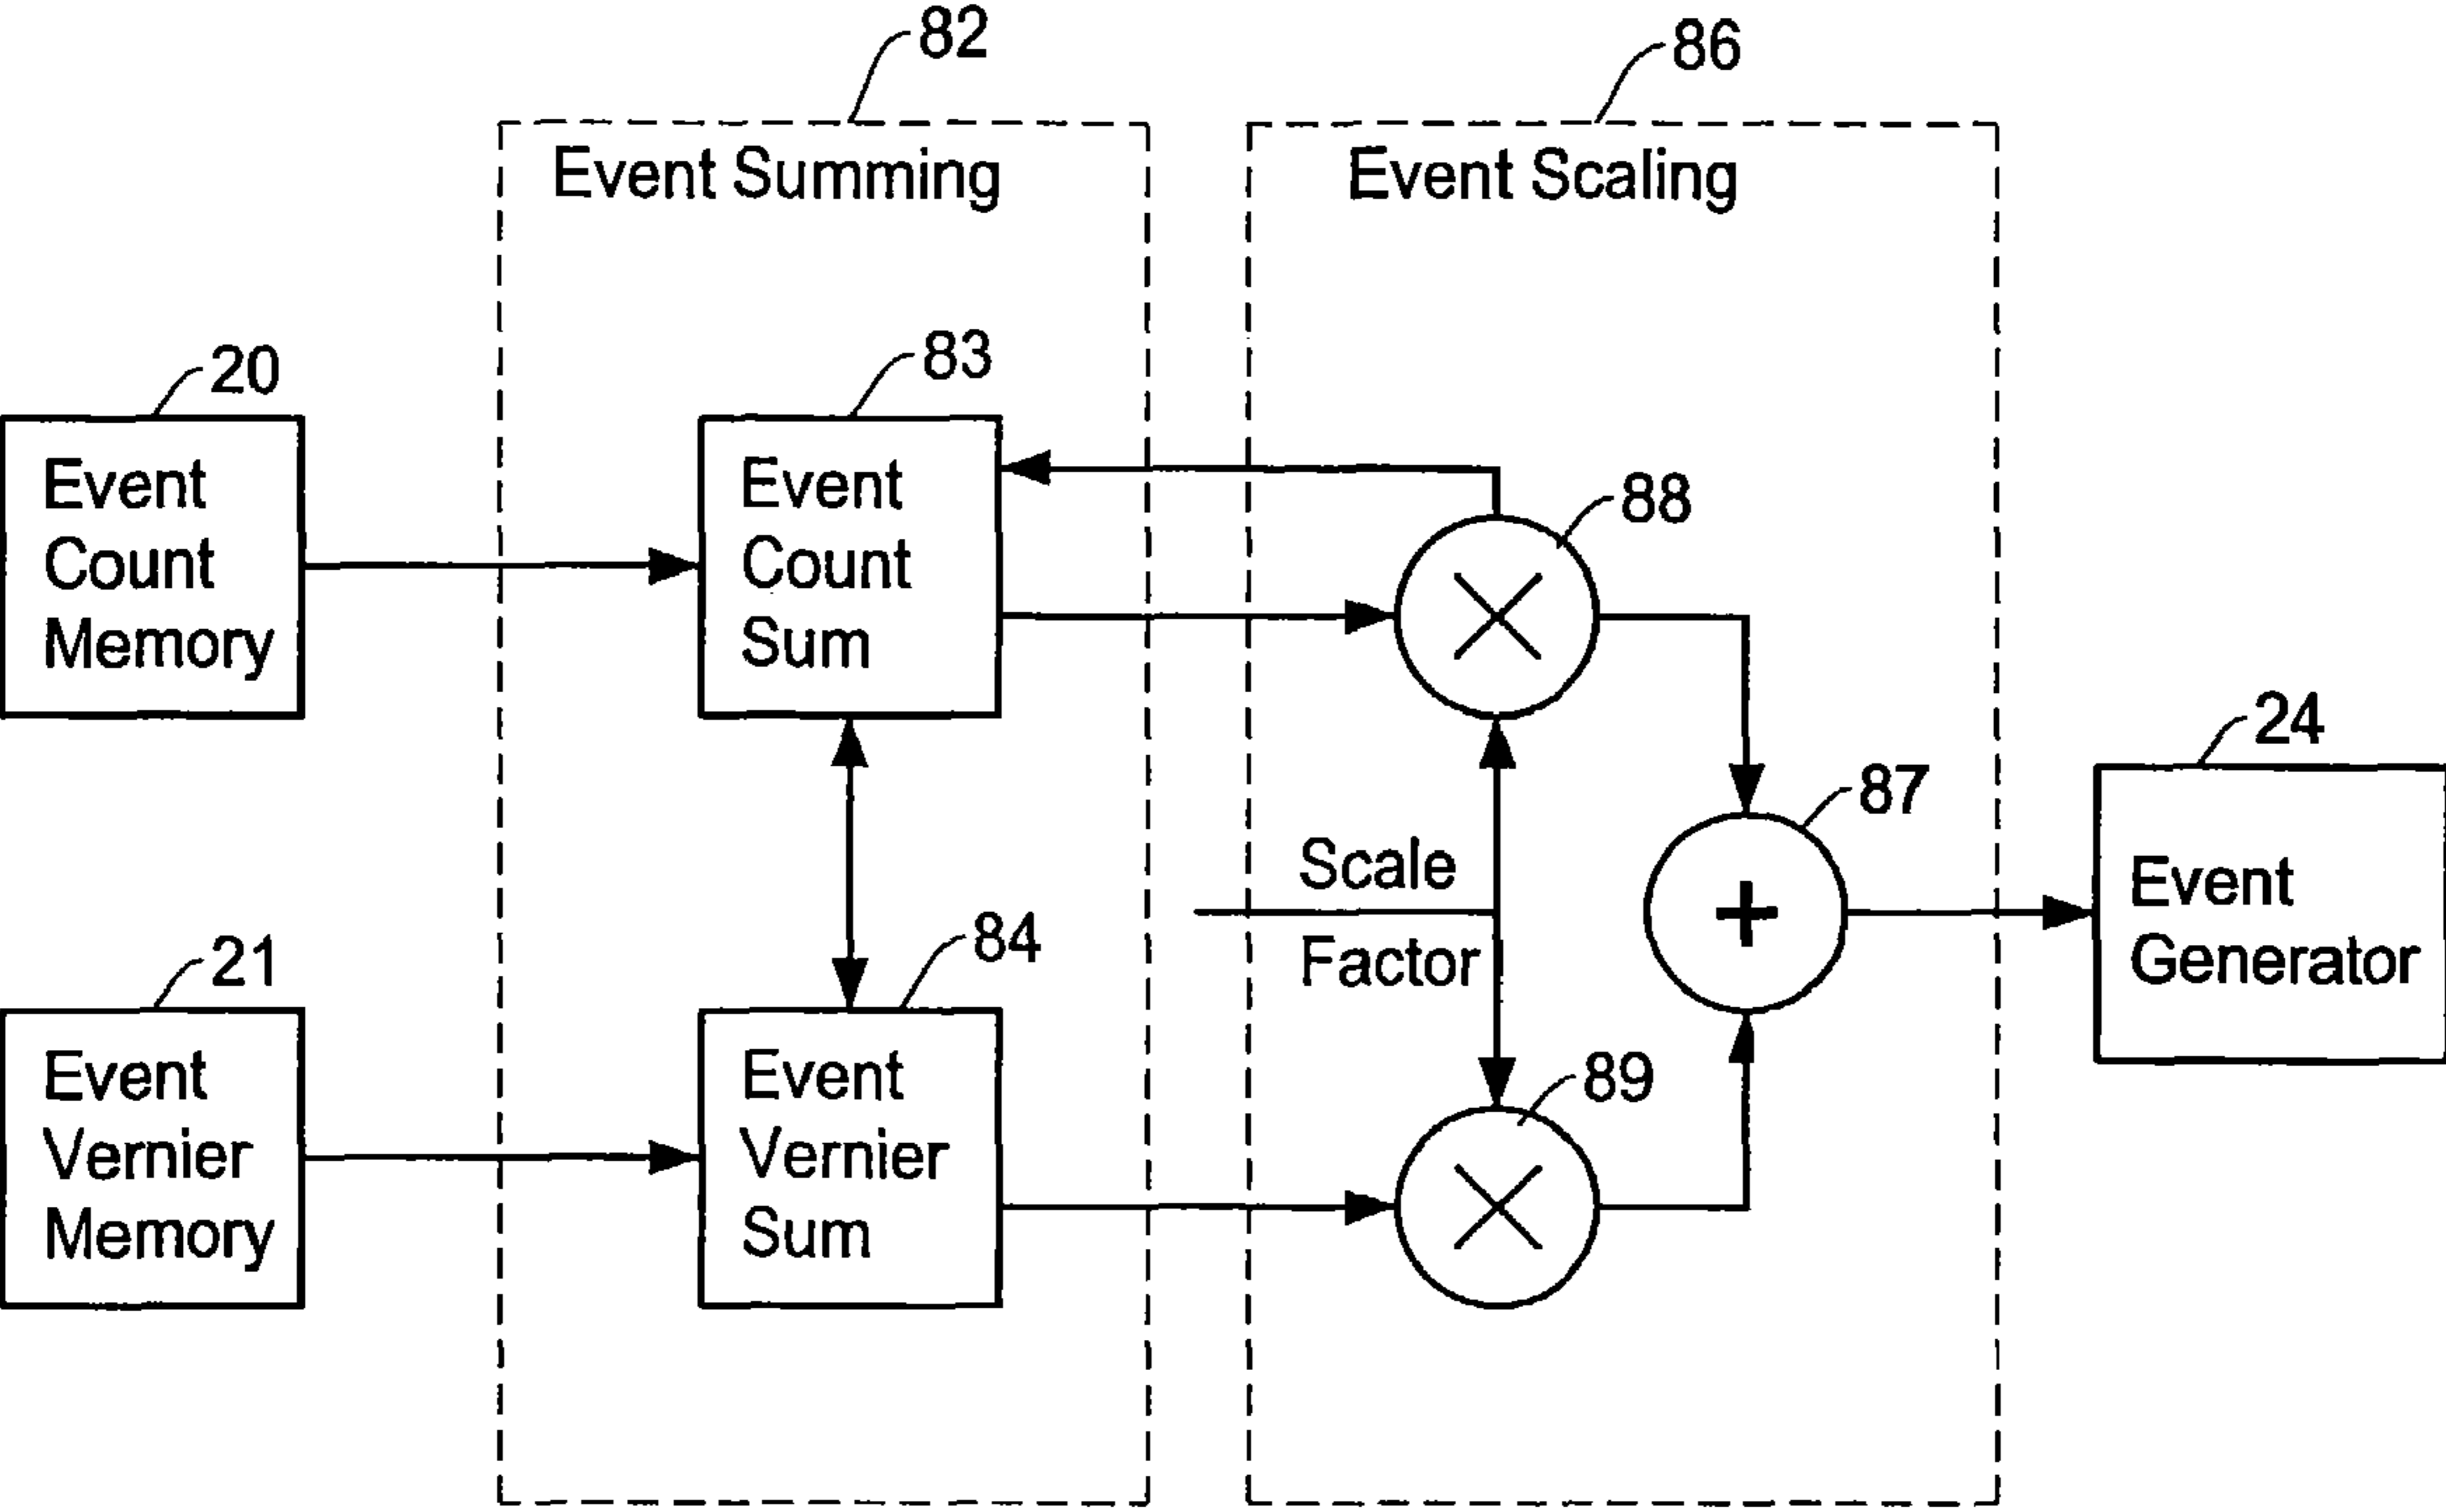 82
86
Event Summing
Event Scaling
20
83
Event
Count
Memory
Event
Count
Sum
88
24
87
Scale
Factor
Event
Generator
21
84
89
Event
Vernier
Memory
Event
Vernier
Sum
+